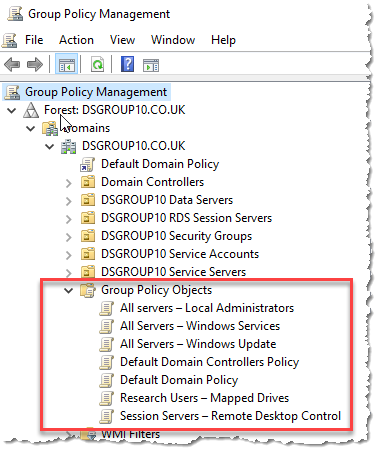 Group Policy Management
File Action View Window Help
Group Policy Management
Forest: DSGROUP10.CO.UK
Domains
DSGROUP10.CO.UK
Default Domain Policy
Domain Controllers
DSGROUP10 Data Servers
DSGROUP10 RDS Session Servers
DSGROUP10 Security Groups
DSGROUP10 Service Accounts
DSGROUP10 Service Servers
Group Policy Objects
All servers – Local Administrators
All Servers – Windows Services
All Servers – Windows Update
Default Domain Controllers Policy
Default Domain Policy
Research Users – Mapped Drives
Session Servers – Remote Desktop Control
WMI Filters